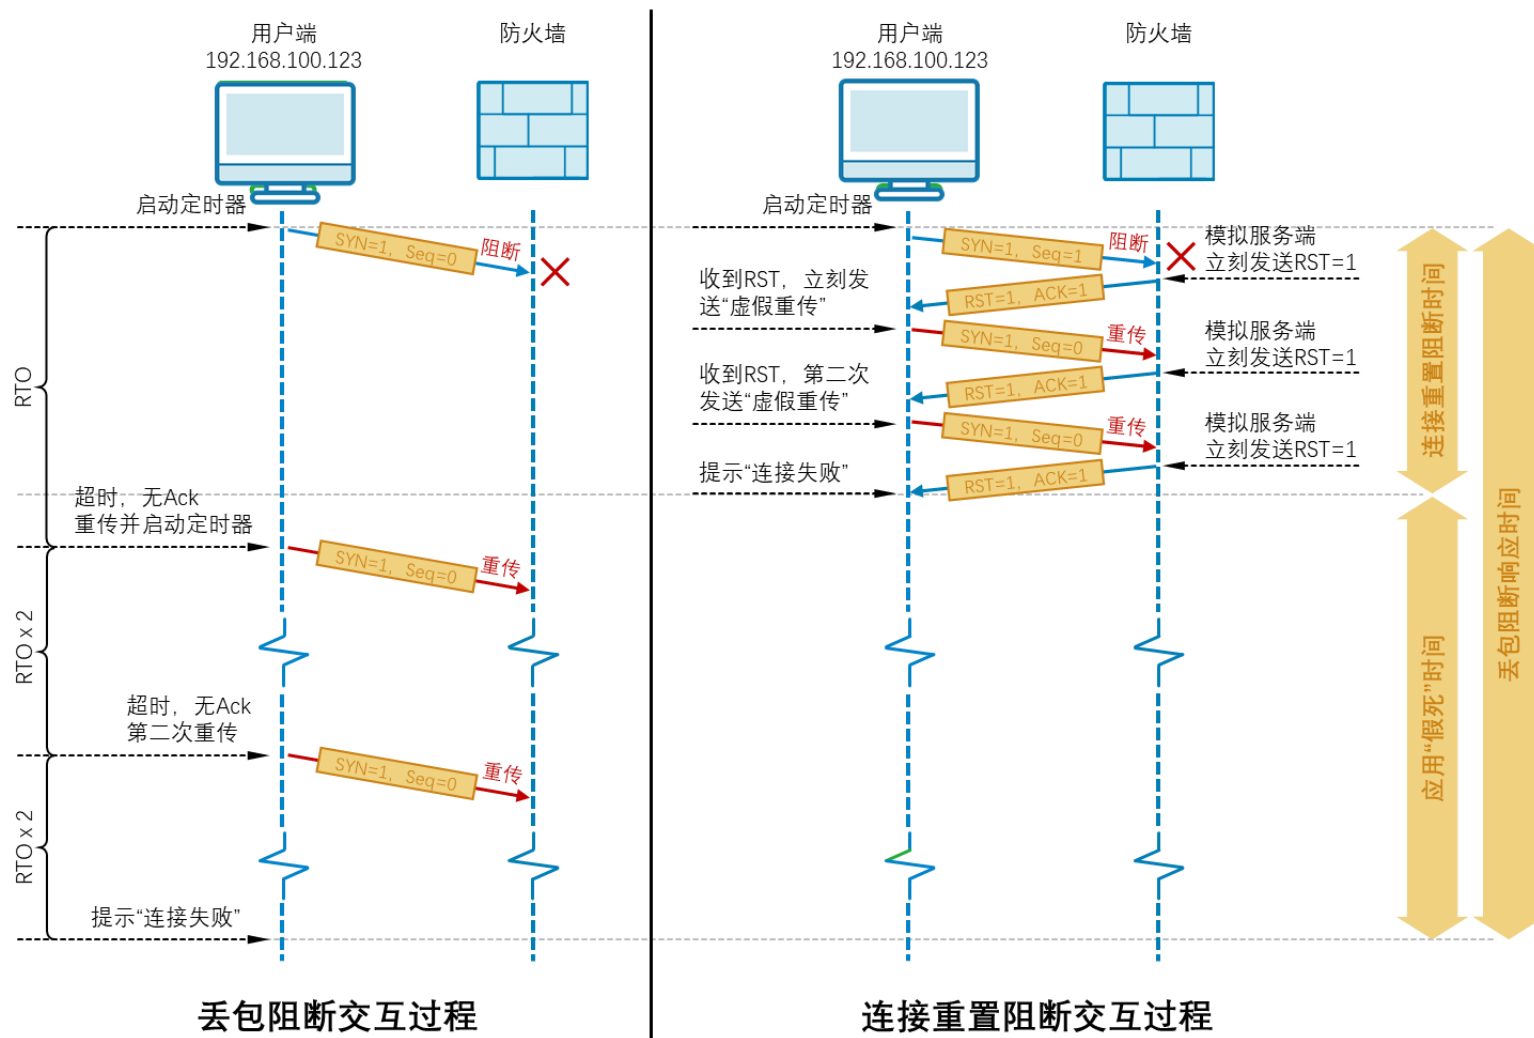 用户端
192.168.100.123
防火墙
启动定时器
SYN=1, Seq=0
阻断
RTO
超时，无Ack
重传并启动定时器
SYN=1, Seq=0
重传
RTO x 2
超时，无Ack
第二次重传
SYN=1, Seq=0
重传
RTO x 2
提示“连接失败”
丢包阻断交互过程
用户端
192.168.100.123
防火墙
启动定时器
SYN=1, Seq=1
阻断
模拟服务端
立刻发送RST=1
收到RST，立刻发
送“虚假重传”
RST=1, ACK=1
SYN=1, Seq=0
重传
模拟服务端
立刻发送RST=1
收到RST，第二次
发送“虚假重传”
RST=1, ACK=1
SYN=1, Seq=0
重传
模拟服务端
立刻发送RST=1
提示“连接失败”
RST=1, ACK=1
连接重置阻断时间
应用“假死”时间
丢包阻断响应时间
连接重置阻断交互过程